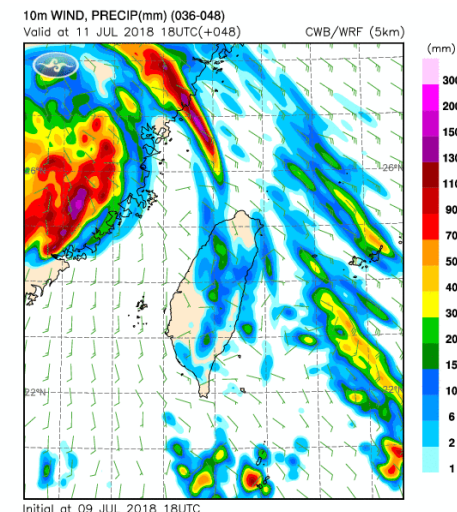 10m WIND, PRECIP(mm) (036-048)
Valid at 11 JUL 2018 18UTC(+048) CWB/WRF (5km)
(mm)
300
200
150
130
110
90
70
50
40
30
20
15
10
6
2
1
26°N
22°N 22°N
Initial at 09 JUL 2018 18UTC